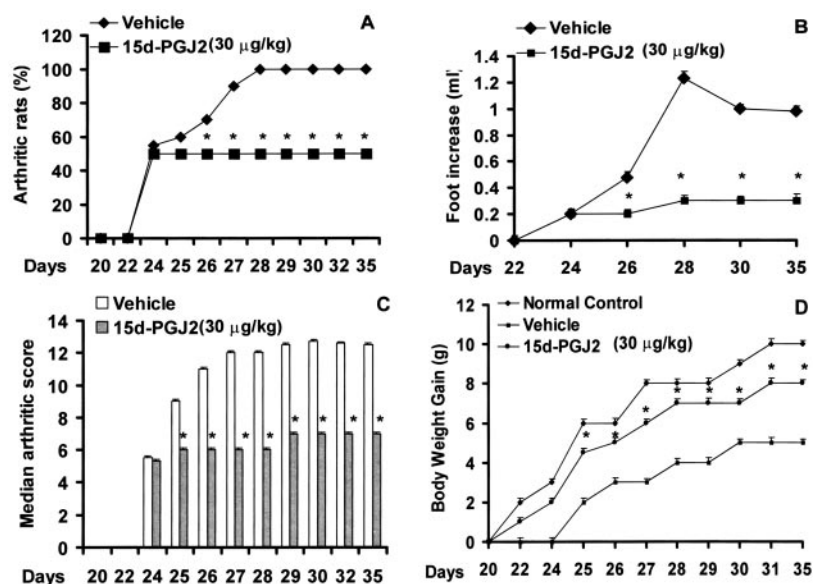 A
Vehicle
15d-PGJ2 (30 µg/kg)
Arthritic rats (%)
120
100
80
60
40
20
0
* * * * * * * *
Days 20 22 24 25 26 27 28 29 30 32 35
B
Vehicle
15d-PGJ2 (30 µg/kg)
Foot increase (ml)
1.4
1.2
1
0.8
0.6
0.4
0.2
0
* * * *
Days 22 24 26 28 30 35
C
Vehicle
15d-PGJ2(30 µg/kg)
Median arthritic score
14
12
10
8
6
4
2
0
* * * * * * * *
Days 20 22 24 25 26 27 28 29 30 32 35
D
Normal Control
Vehicle
15d-PGJ2 (30 µg/kg)
Body Weight Gain (g)
12
10
8
6
4
2
0
* * * * * * * *
Days 20 22 24 25 26 27 28 29 30 31 35